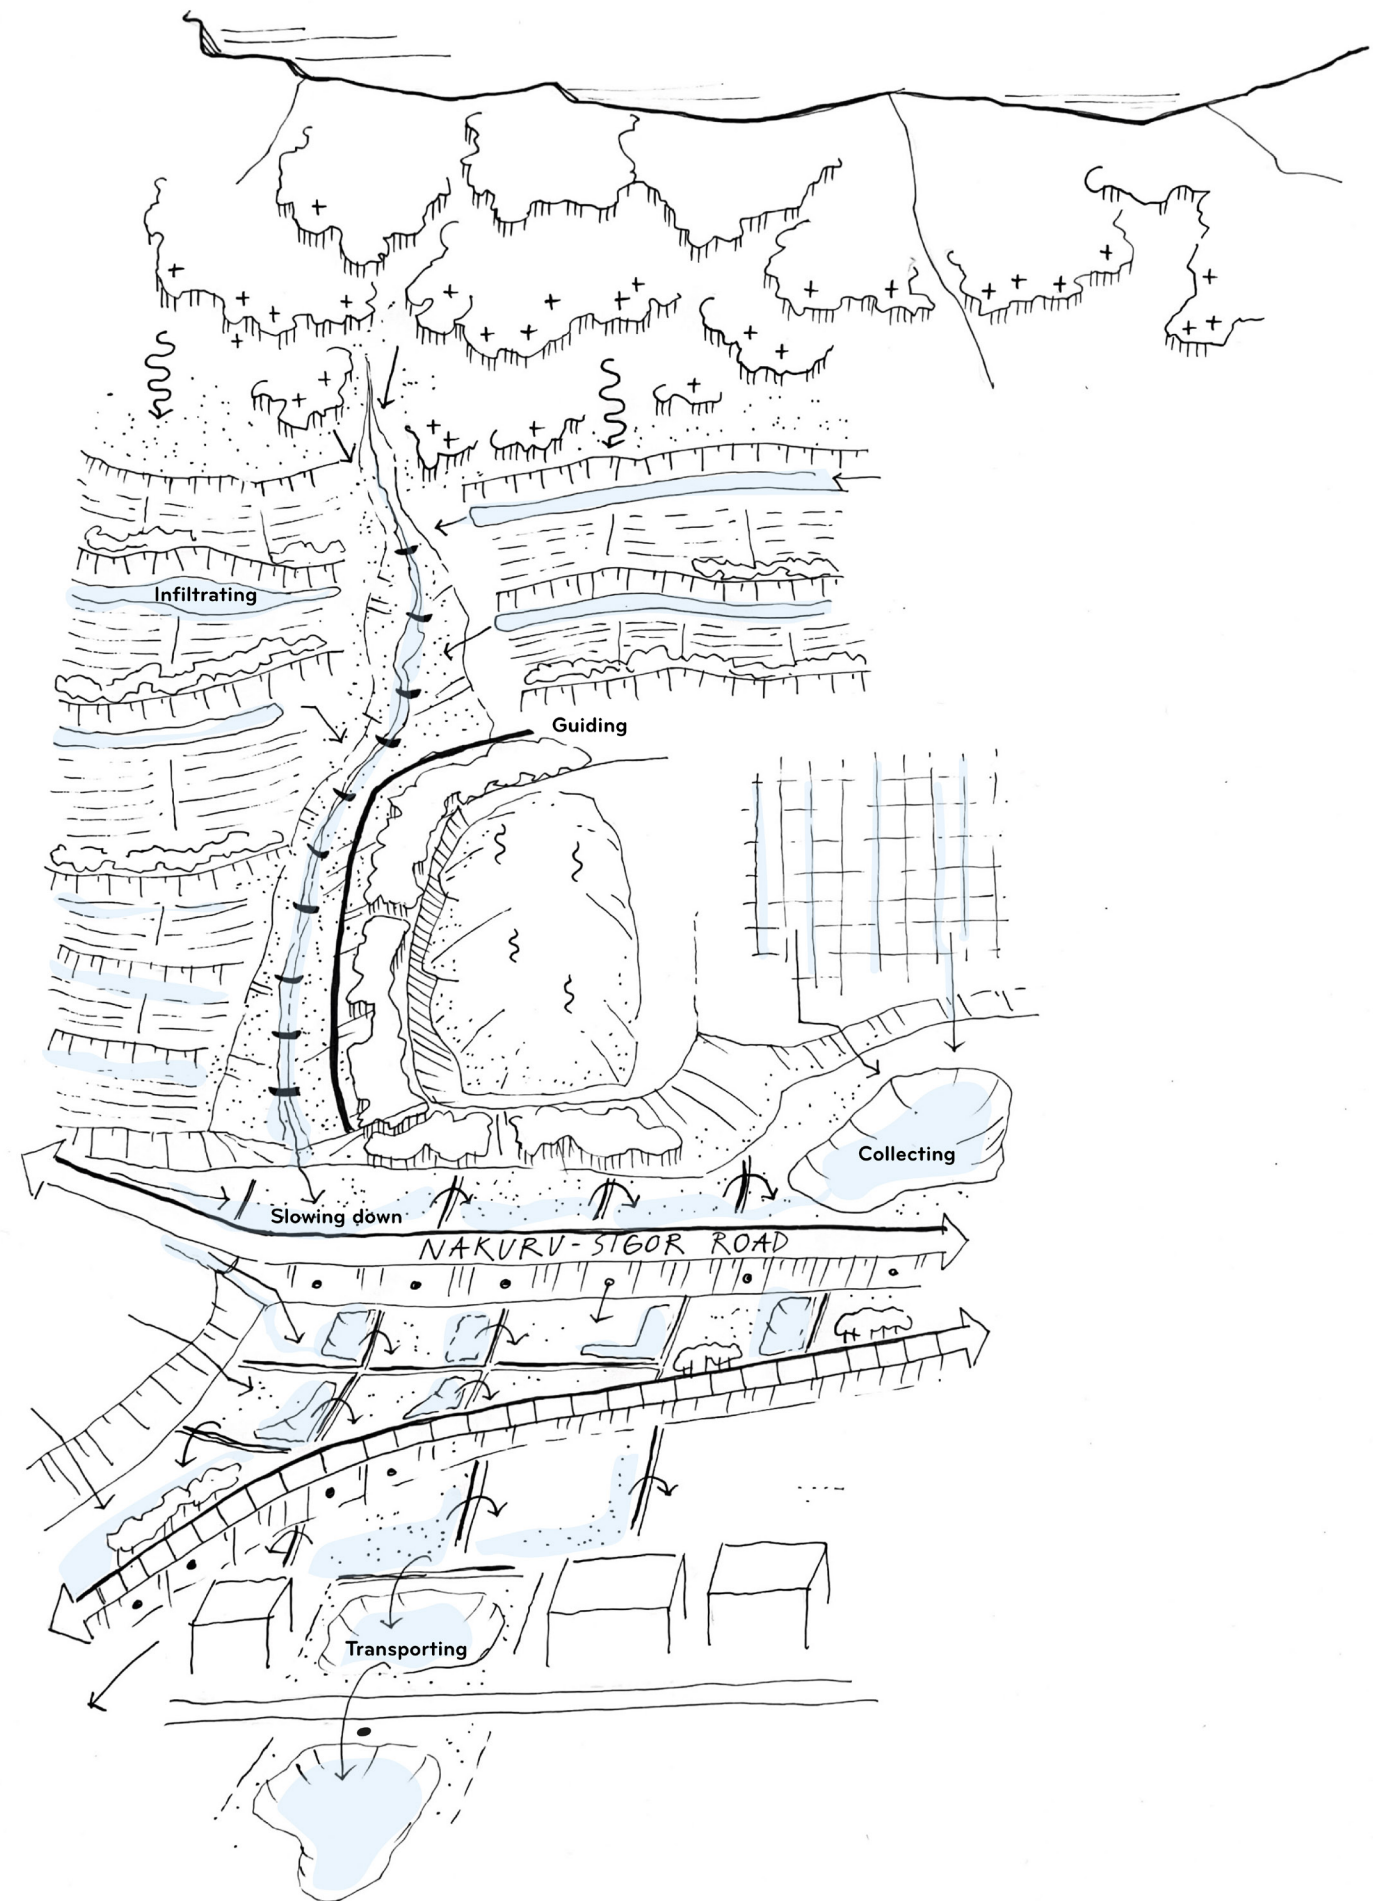 Infiltrating
Guiding
Collecting
Slowing down
NAKURU-SIGOR ROAD
Transporting